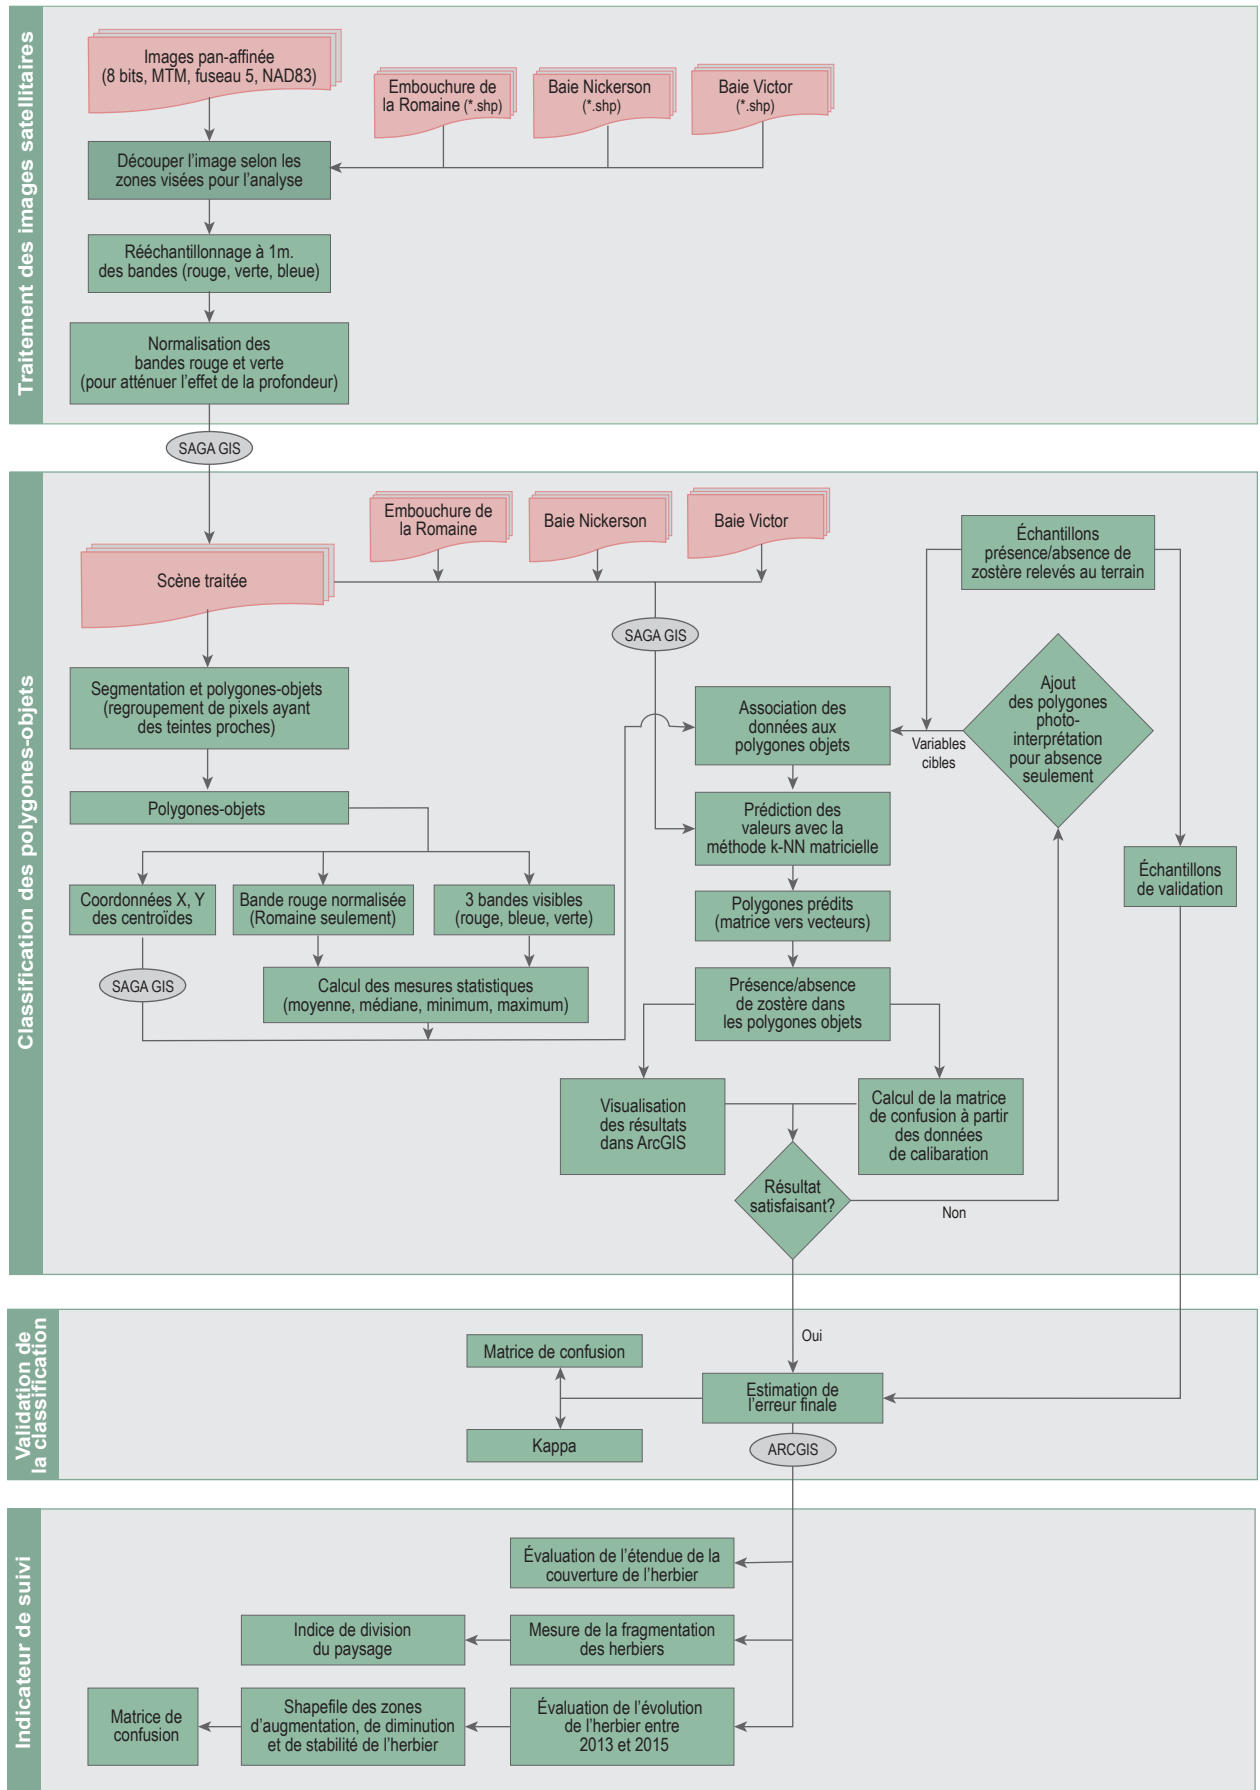 Traitement des images satellitaires
Images pan-affinée
(8 bits, MTM, fuseau 5, NAD83)
Embouchure de
la Romaine (*.shp)
Baie Nickerson
(*.shp)
Baie Victor
(*.shp)
Découper l'image selon les
zones visées pour l'analyse
Rééchantillonnage à 1m.
des bandes (rouge, verte, bleue)
Normalisation des
bandes rouge et verte
(pour atténuer l'effet de la profondeur)
SAGA GIS
Classification des polygones-objets
Embouchure de
la Romaine
Baie Nickerson
Baie Victor
Scène traitée
SAGA GIS
Échantillons
présence/absence de
zostère relevés au terrain
Segmentation et polygones-objets
(regroupement de pixels ayant
des teintes proches)
Association des
données aux
polygones objets
Variables
cibles
Ajout
des polygones
photo-
interprétation
pour absence
seulement
Polygones-objets
Prédiction des
valeurs avec la
méthode k-NN matricielle
Échantillons
de validation
Coordonnées X, Y
des centroïdes
Bande rouge normalisée
(Romaine seulement)
3 bandes visibles
(rouge, bleue, verte)
Polygones prédits
(matrice vers vecteurs)
SAGA GIS
Calcul des mesures statistiques
(moyenne, médiane, minimum, maximum)
Présence/absence
de zostère dans
les polygones objets
Visualisation
des résultats
dans ArcGIS
Calcul de la matrice
de confusion à partir
des données
de calibaration
Résultat
satisfaisant?
Non
Oui
Validation de
la classification
Matrice de confusion
Estimation de
l'erreur finale
Kappa
ARCGIS
Indicateur de suivi
Évaluation de l'étendue de la
couverture de l'herbier
Indice de division
du paysage
Mesure de la fragmentation
des herbiers
Matrice de
confusion
Shapefile des zones
d'augmentation, de diminution
et de stabilité de l'herbier
Évaluation de l'évolution
de l'herbier entre
2013 et 2015